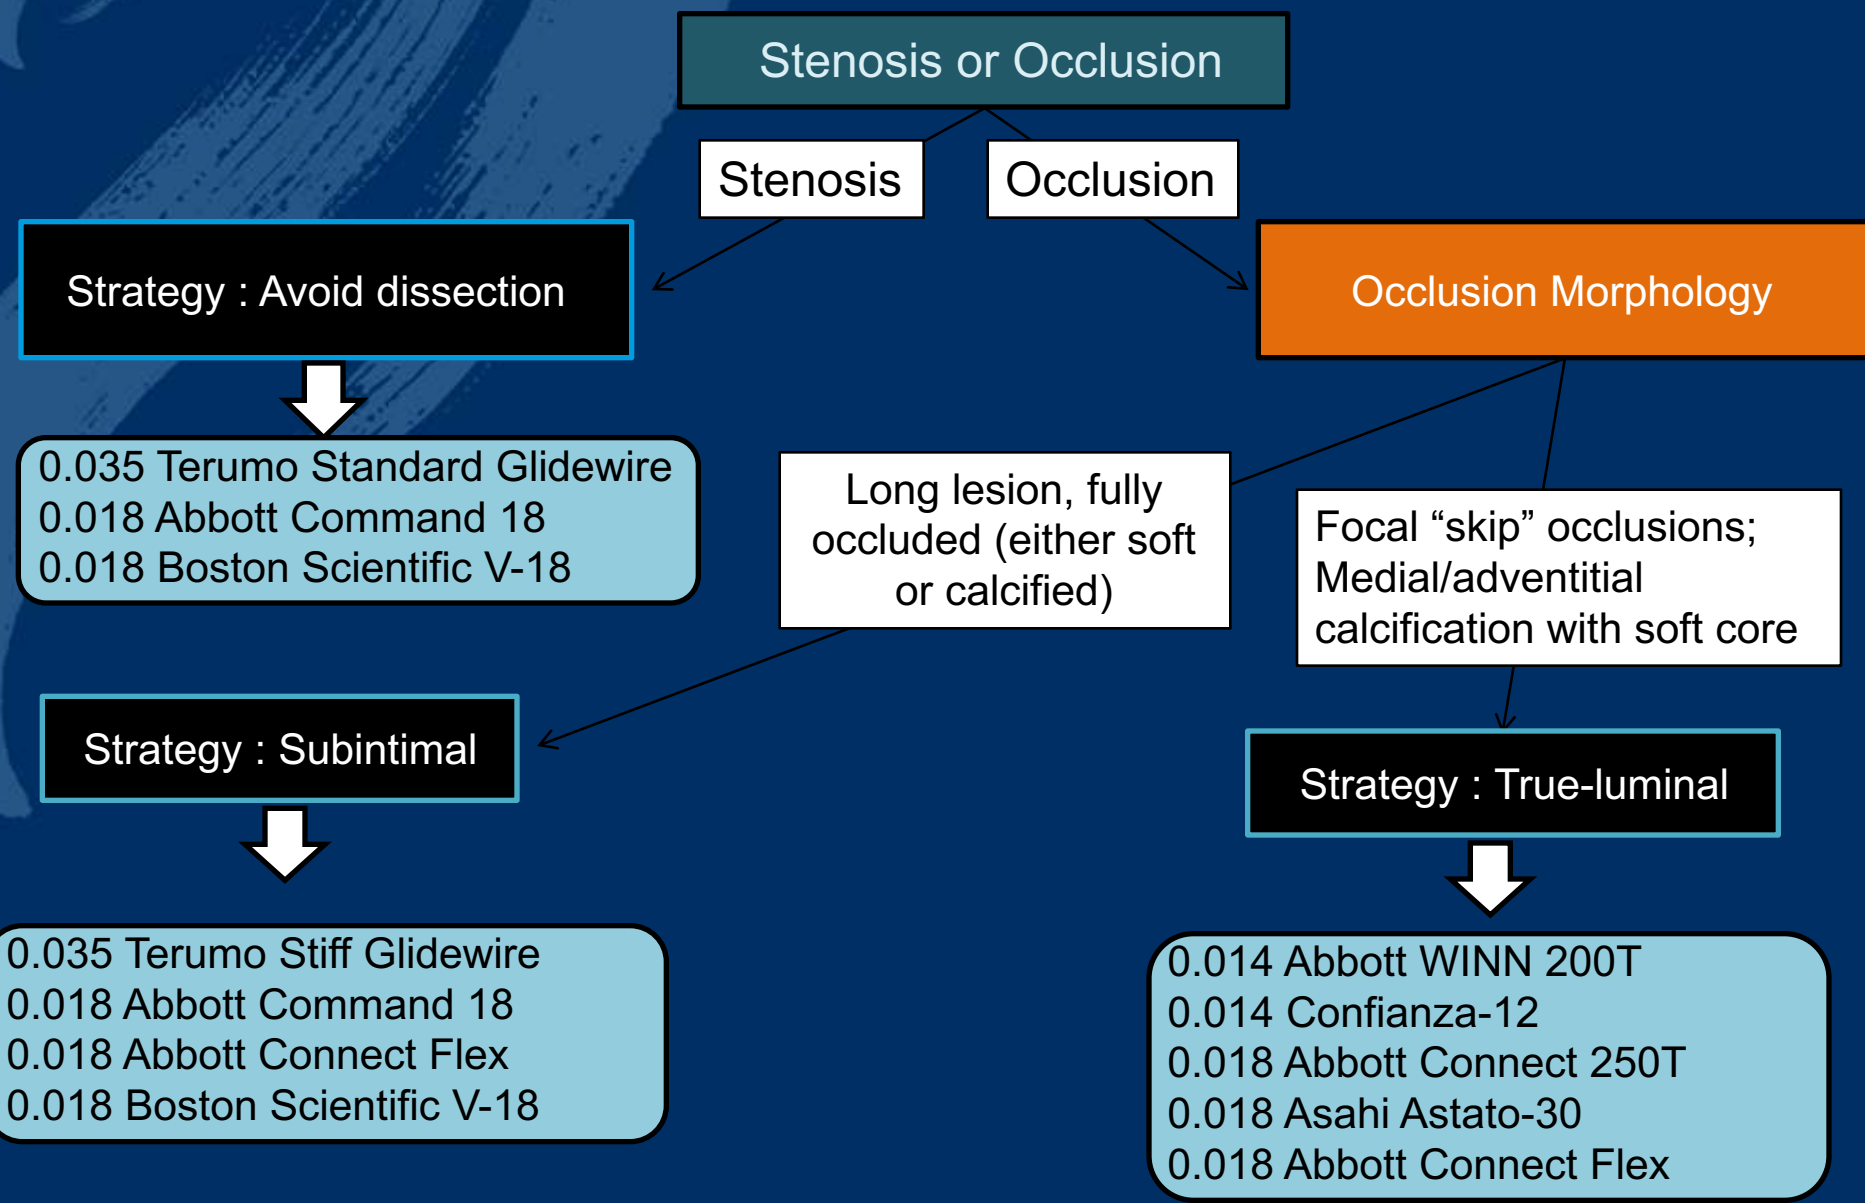 Stenosis or Occlusion
Stenosis
Occlusion
Strategy : Avoid dissection
Occlusion Morphology
0.035 Terumo Standard Glidewire
0.018 Abbott Command 18
0.018 Boston Scientific V-18
Long lesion, fully
occluded (either soft
or calcified)
Focal “skip” occlusions;
Medial/adventitial
calcification with soft core
Strategy : Subintimal
Strategy : True-luminal
0.035 Terumo Stiff Glidewire
0.018 Abbott Command 18
0.018 Abbott Connect Flex
0.018 Boston Scientific V-18
0.014 Abbott WINN 200T
0.014 Confianza-12
0.018 Abbott Connect 250T
0.018 Asahi Astato-30
0.018 Abbott Connect Flex